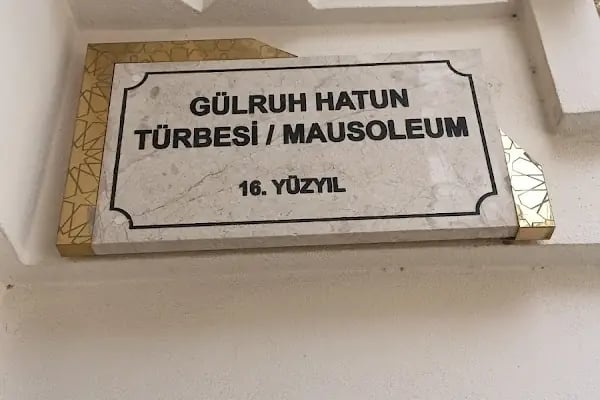 GÜLRUH HATUN
TÜRBESİ / MAUSOLEUM
16. YÜZYIL